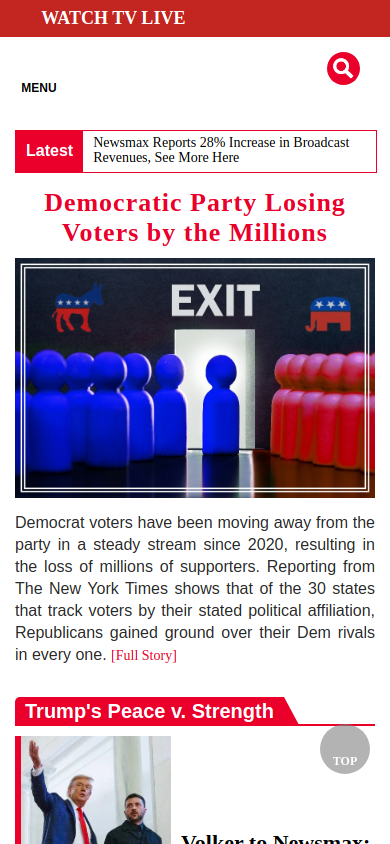 WATCH TV LIVE
MENU
Latest
Newsmax Reports 28% Increase in Broadcast
Revenues, See More Here
Democratic Party Losing
Voters by the Millions
EXIT
Democrat voters have been moving away from the
party in a steady stream since 2020, resulting in
the loss of millions of supporters. Reporting from
The New York Times shows that of the 30 states
that track voters by their stated political affiliation,
Republicans gained ground over their Dem rivals
in every one. [Full Story]
Trump's Peace v. Strength
TOP
Volker to Newsmax: